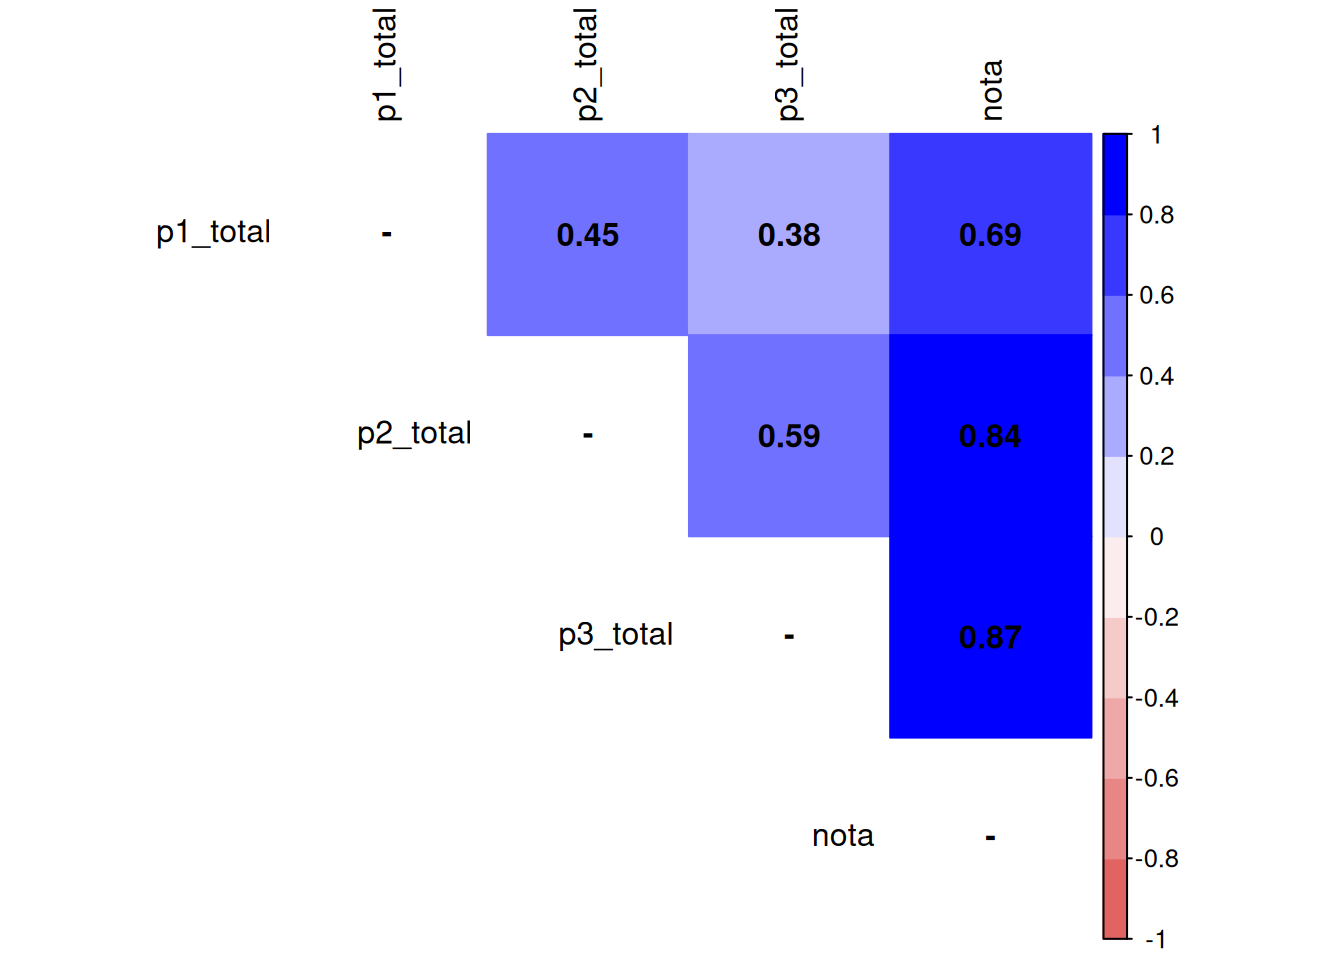 p1_total p2_total p3_total nota
p1_total - 0.45 0.38 0.69
p2_total - 0.59 0.84
p3_total - 0.87
nota -
1
0.8
0.6
0.4
0.2
0
-0.2
-0.4
-0.6
-0.8
-1